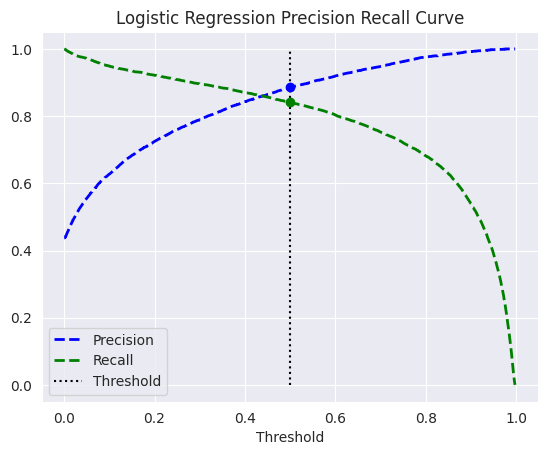 Logistic Regression Precision Recall Curve
1.0
0.8
0.6
0.4
0.2
0.0
Precision
Recall
Threshold
0.0 0.2 0.4 0.6 0.8 1.0
Threshold